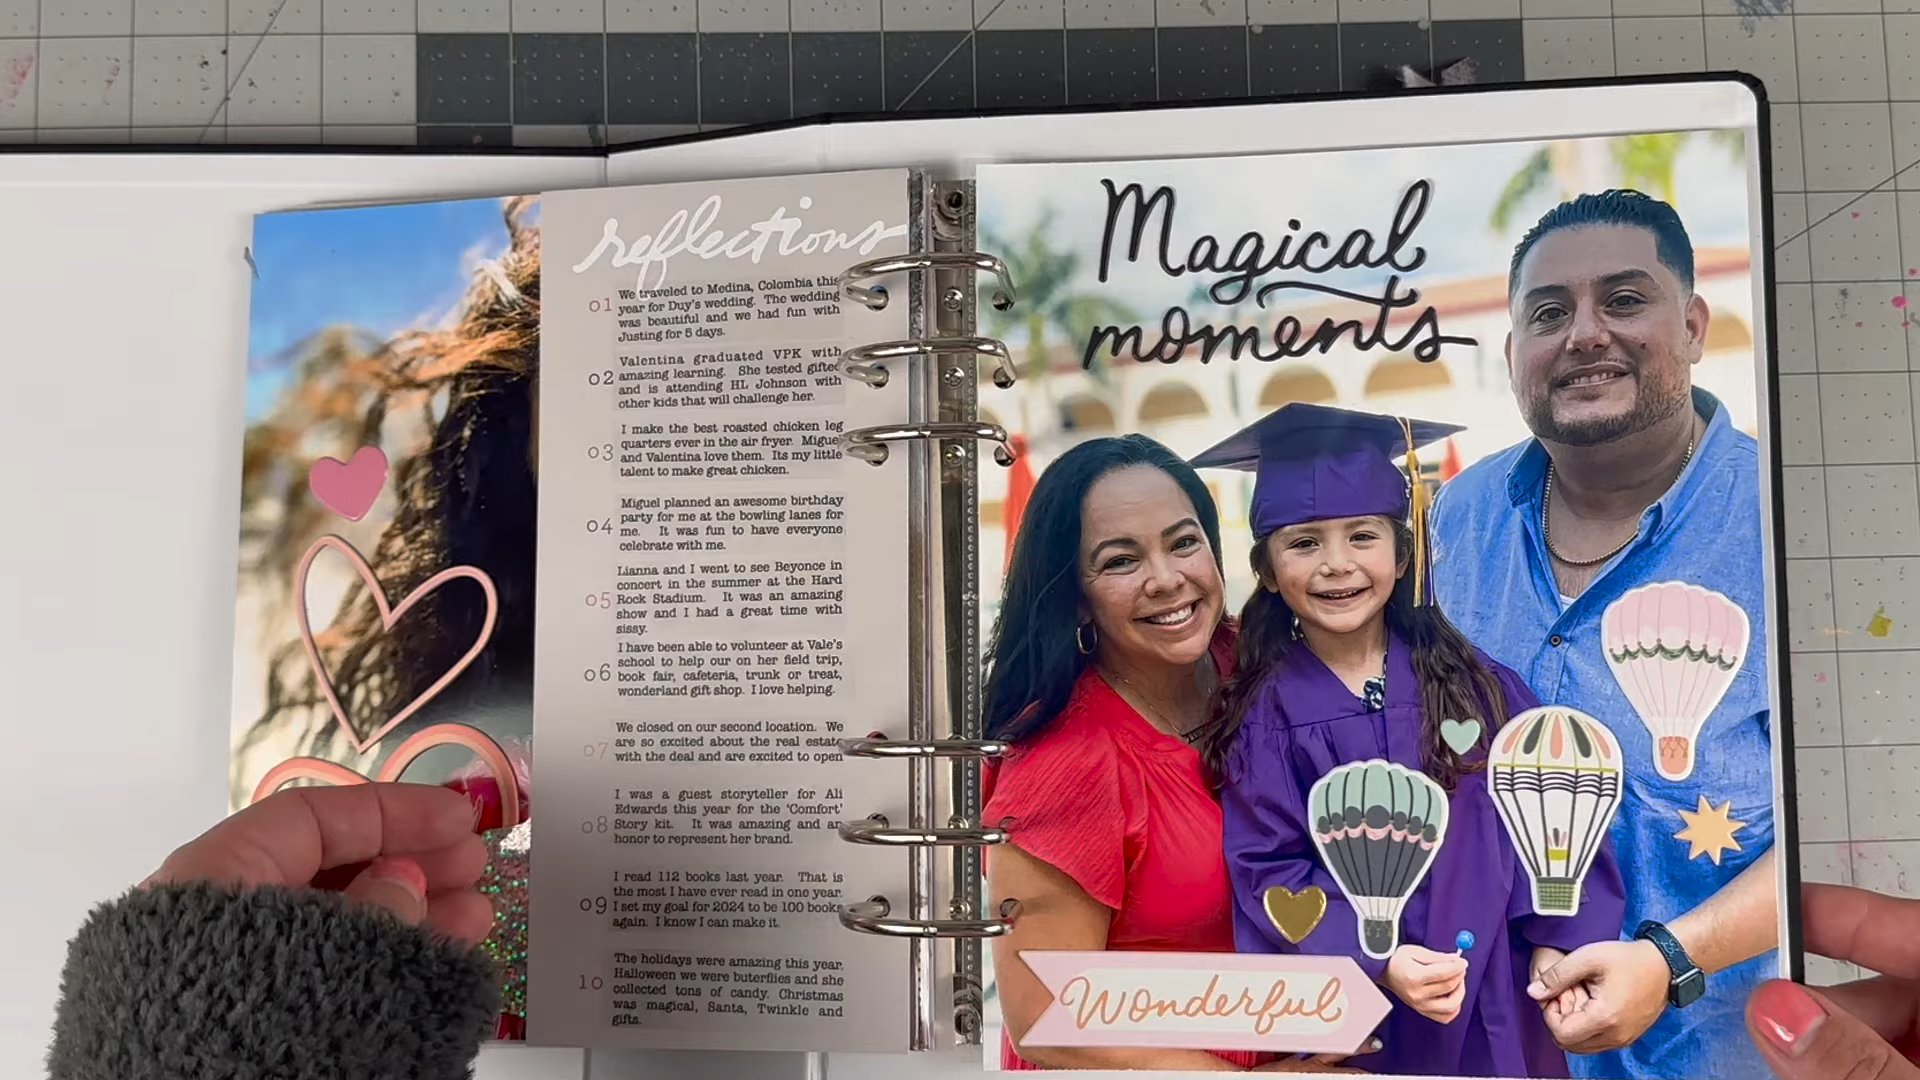 reflections
01
We traveled to Medina, Colombia this
year for Duy's wedding. The wedding
was beautiful and we had fun with
Justing for 5 days.
02
Valentina graduated VPK with
amazing learning. She tested gifted
and is attending HL Johnson with
other kids that will challenge her.
03
I make the best roasted chicken leg
quarters ever in the air fryer. Miguel
and Valentina love them. Its my little
talent to make great chicken.
04
Miguel planned an awesome birthday
party for me at the bowling lanes for
me. It was fun to have everyone
celebrate with me.
05
Lianna and I went to see Beyonce in
concert in the summer at the Hard
Rock Stadium. It was an amazing
show and I had a great time with
sissy.
06
I have been able to volunteer at Vale's
school to help our on her field trip,
book fair, cafeteria, trunk or treat,
wonderland gift shop. I love helping.
07
We closed on our second location. We
are so excited about the real estate
with the deal and are excited to open
08
I was a guest storyteller for Ali
Edwards this year for the 'Comfort'
Story kit. It was amazing and an
honor to represent her brand.
09
I read 112 books last year. That is
the most I have ever read in one year.
I set my goal for 2024 to be 100 books
again. I know I can make it.
10
The holidays were amazing this year.
Halloween we were buterflies and she
collected tons of candy. Christmas
was magical, Santa, Twinkle and
gifts.
Magical
moments
Wonderful